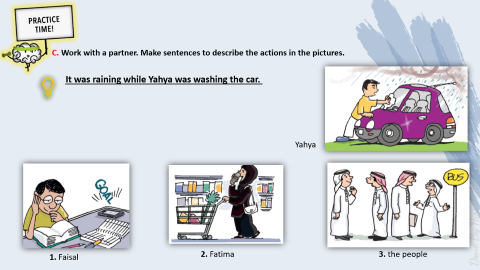 PRACTICE
TIME!
C. Work with a partner. Make sentences to describe the actions in the pictures.
It was raining while Yahya was washing the car.
Yahya
GOAL
BUS
1. Faisal
2. Fatima
3. the people